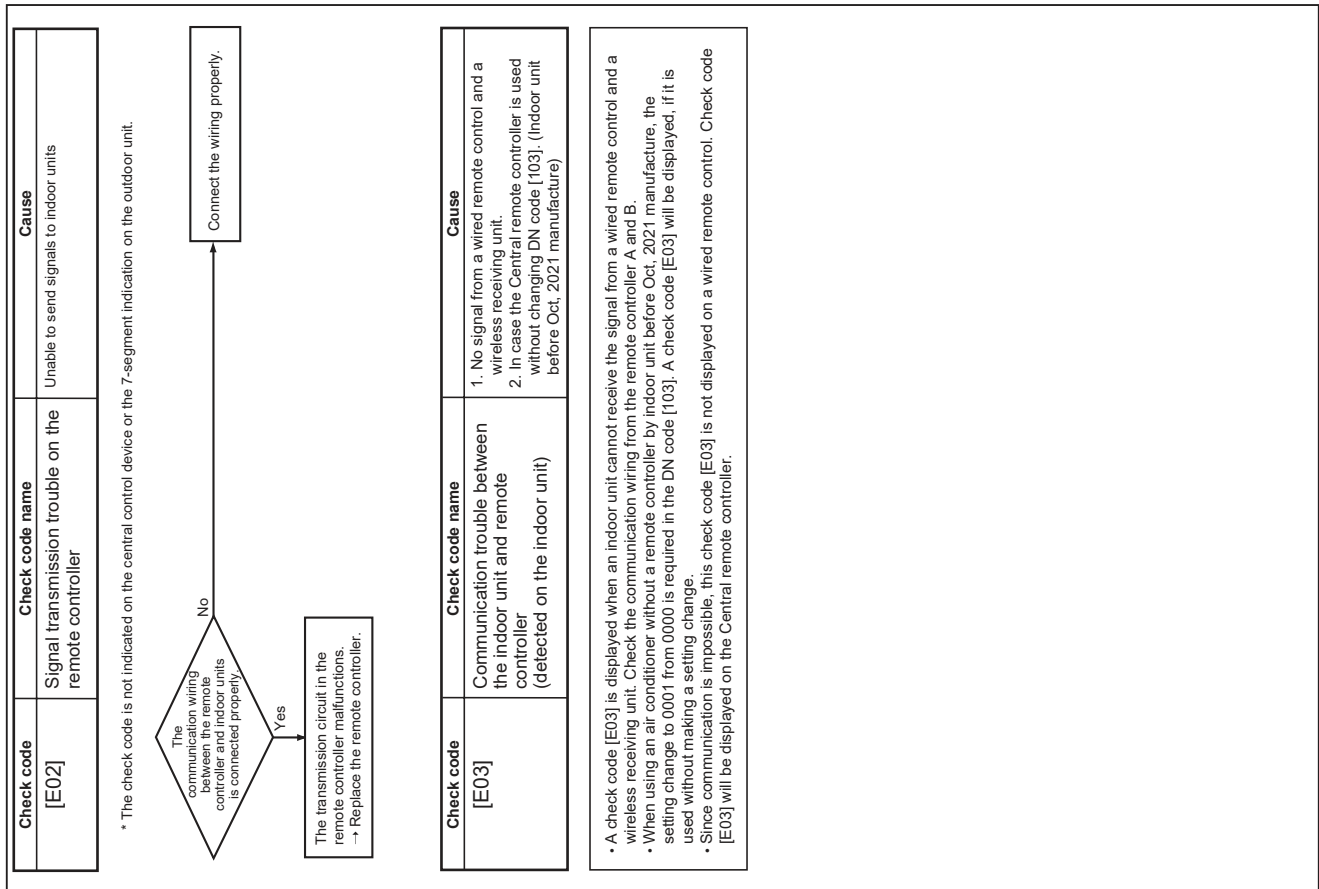 Check code
Check code name
Cause
[E02]
Signal transmission trouble on the
remote controller
Unable to send signals to indoor units
* The check code is not indicated on the central control device or the 7-segment indication on the outdoor unit.
The
communication wiring
between the remote
controller and indoor units
is connected properly.
No
Connect the wiring properly.
Yes
The transmission circuit in the
remote controller malfunctions.
→ Replace the remote controller.
Check code
Check code name
Cause
[E03]
Communication trouble between
the indoor unit and remote
controller
(detected on the indoor unit)
1. No signal from a wired remote control and a
wireless receiving unit.
2. In case the Central remote controller is used
without changing DN code [103]. (Indoor unit
before Oct, 2021 manufacture)
• A check code [E03] is displayed when an indoor unit cannot receive the signal from a wired remote control and a
wireless receiving unit. Check the communication wiring from the remote controller A and B.
• When using an air conditioner without a remote controller by indoor unit before Oct, 2021 manufacture, the
setting change to 0001 from 0000 is required in the DN code [103]. A check code [E03] will be displayed, if it is
used without making a setting change.
• Since communication is impossible, this check code [E03] is not displayed on a wired remote control. Check code
[E03] will be displayed on the Central remote controller.